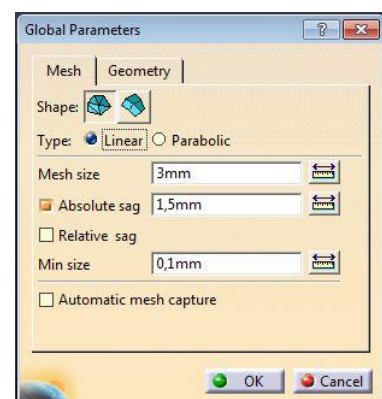 Global Parameters
Mesh Geometry
Shape:
Type: Linear Parabolic
Mesh size 3mm
Absolute sag 1,5mm
Relative sag
Min size 0,1mm
Automatic mesh capture
OK Cancel